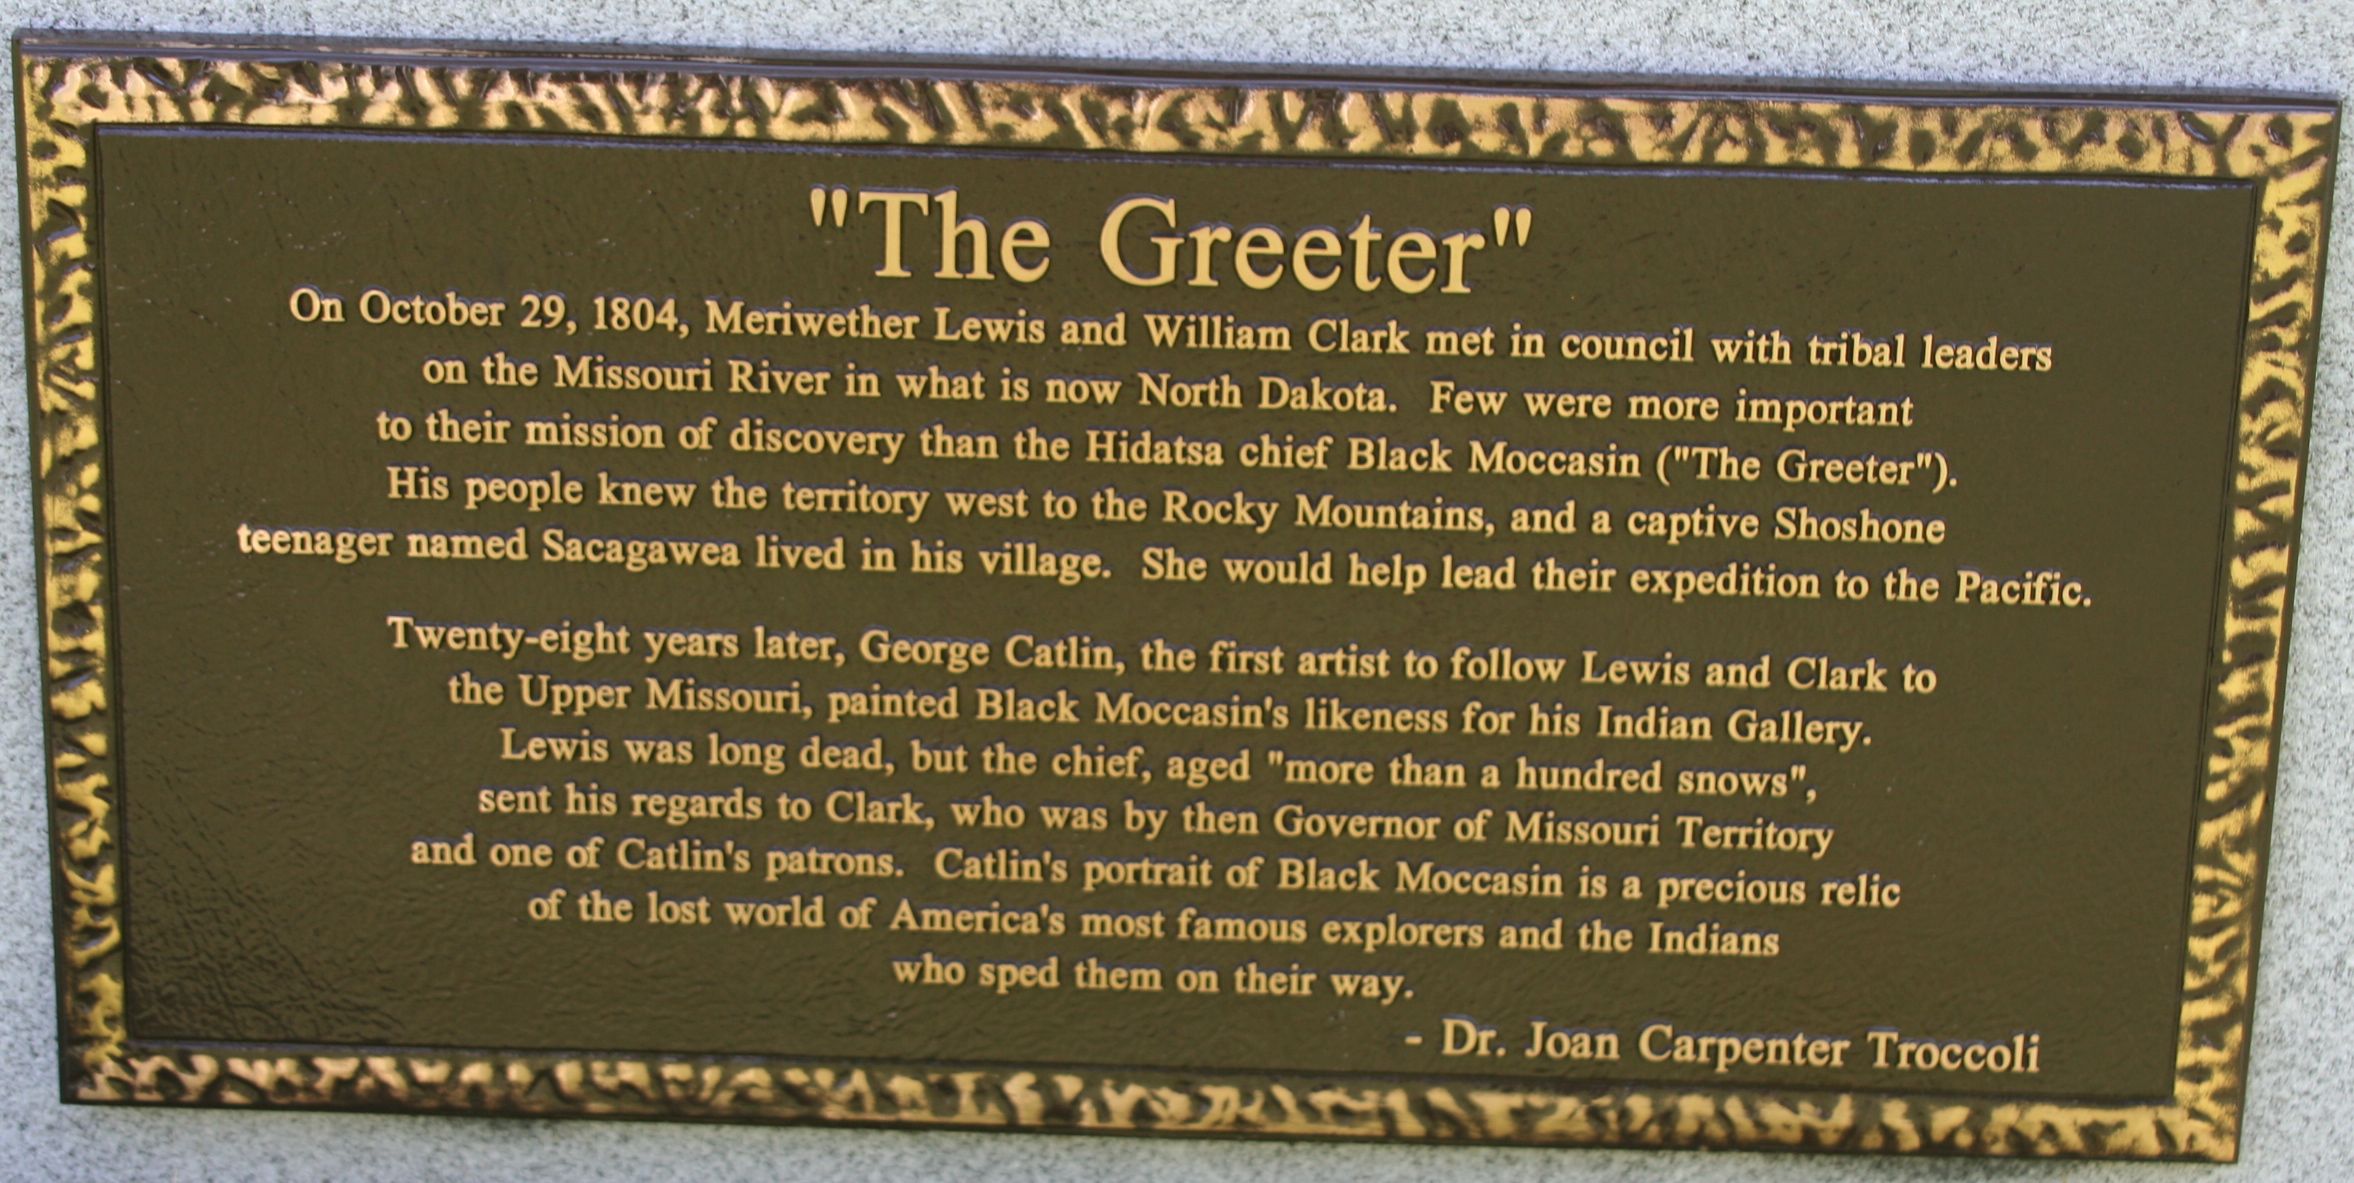 "The Greeter"
On October 29, 1804, Meriwether Lewis and William Clark met in council with tribal leaders
on the Missouri River in what is now North Dakota. Few were more important
to their mission of discovery than the Hidatsa chief Black Moccasin ("The Greeter").
His people knew the territory west to the Rocky Mountains, and a captive Shoshone
teenager named Sacagawea lived in his village. She would help lead their expedition to the Pacific.
Twenty-eight years later, George Catlin, the first artist to follow Lewis and Clark to
the Upper Missouri, painted Black Moccasin's likeness for his Indian Gallery.
Lewis was long dead, but the chief, aged "more than a hundred snows",
sent his regards to Clark, who was by then Governor of Missouri Territory
and one of Catlin's patrons. Catlin's portrait of Black Moccasin is a precious relic
of the lost world of America's most famous explorers and the Indians
who sped them on their way.
- Dr. Joan Carpenter Troccoli